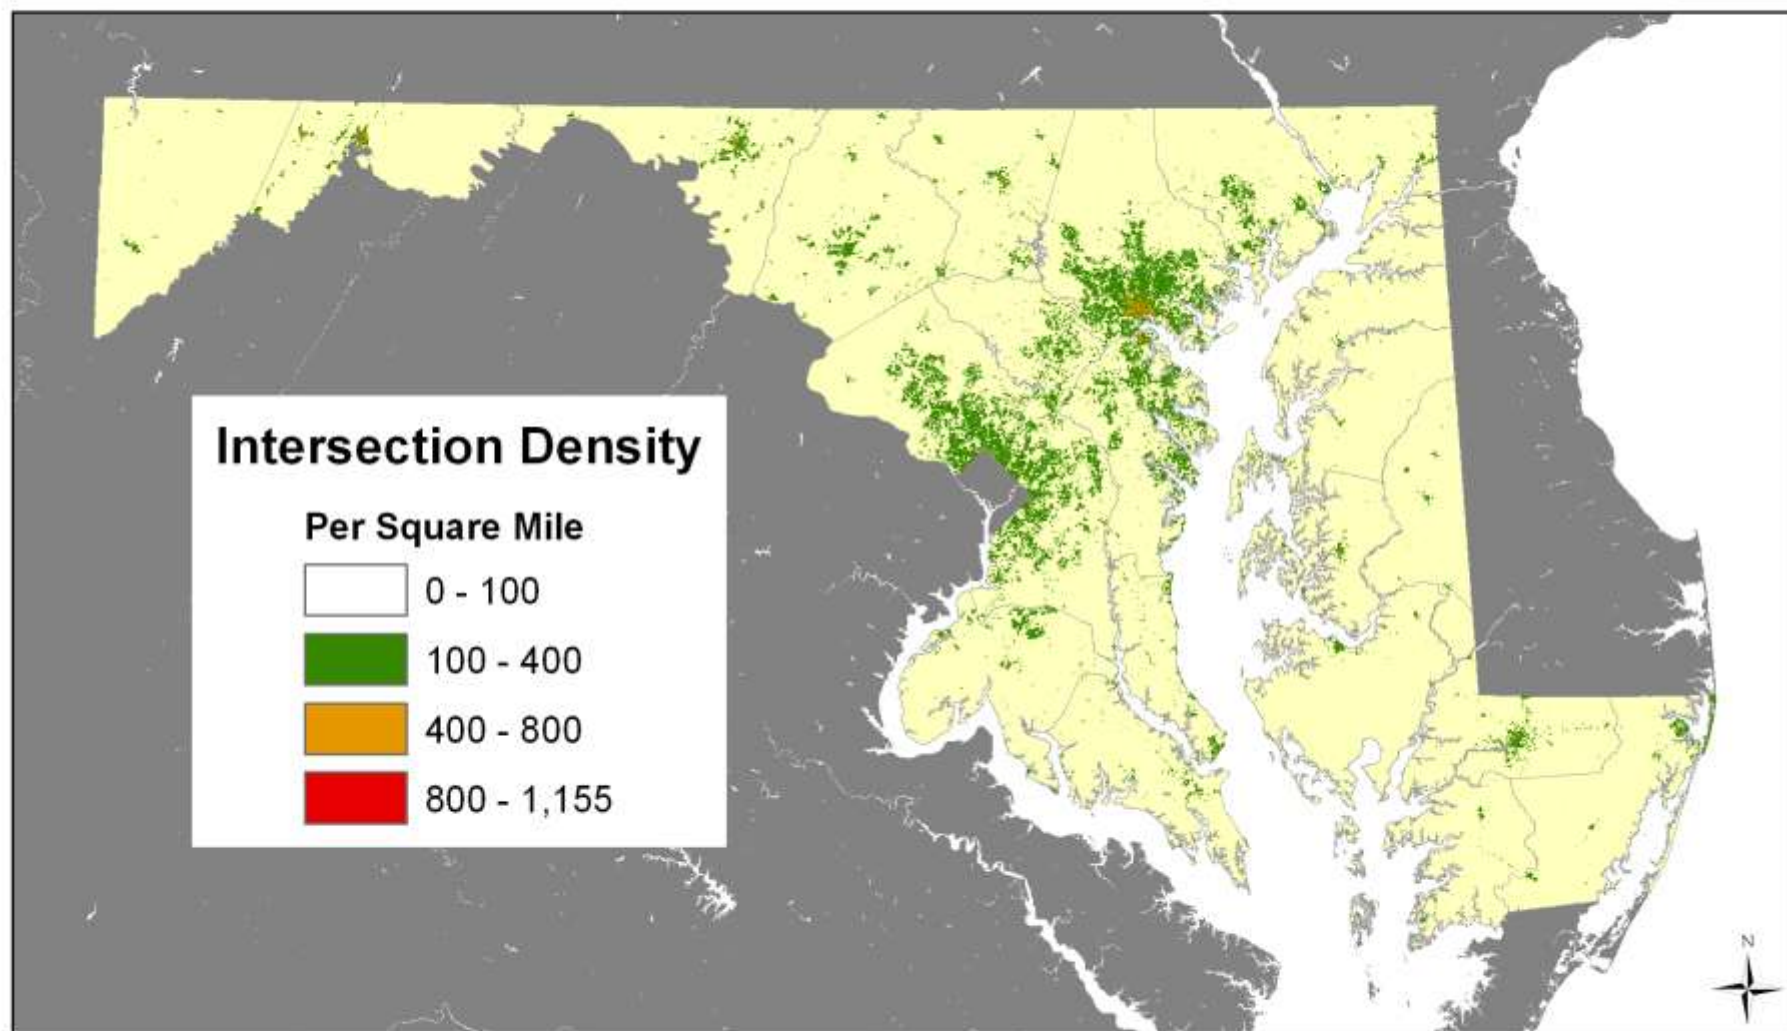 Intersection Density
Per Square Mile
0 - 100
100 - 400
400 - 800
800 - 1,155
N